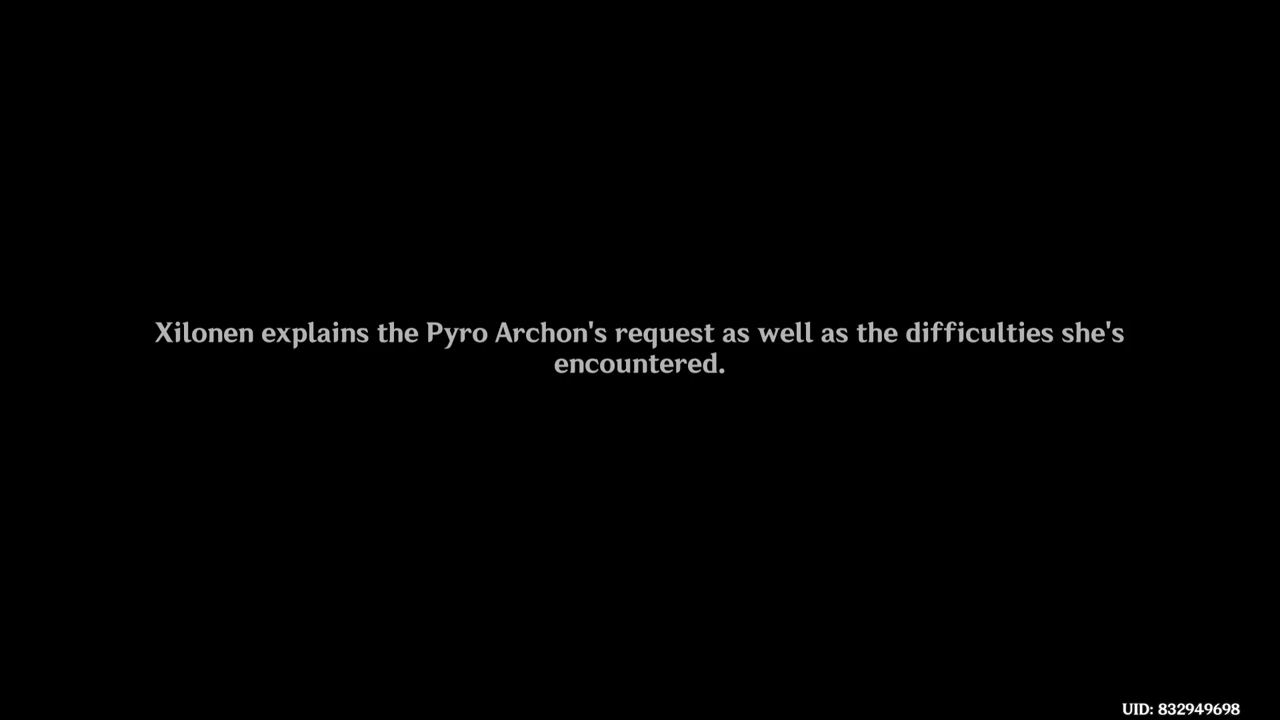 Xilonen explains the Pyro Archon's request as well as the difficulties she's
encountered.
UID: 832949698